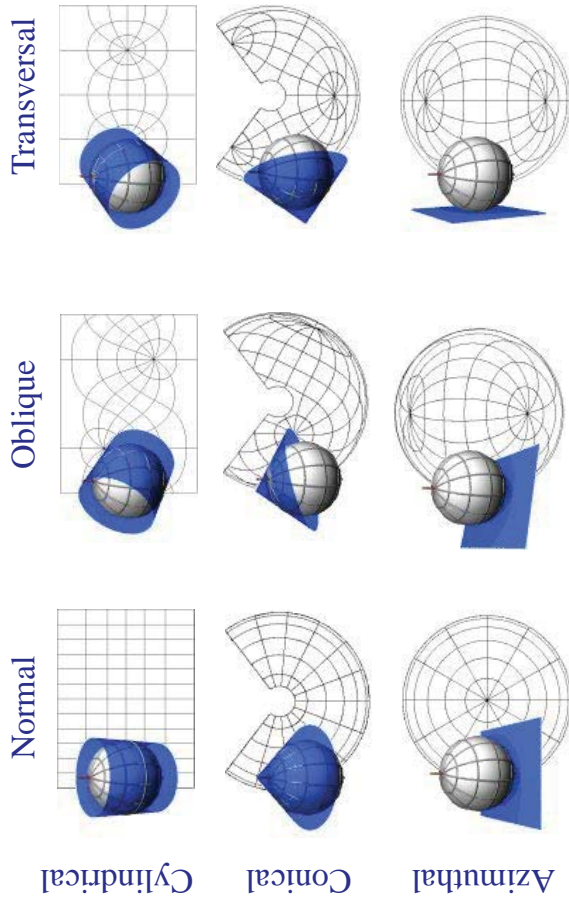 Transversal
Oblique
Normal
Cylindrical
Conical
Azimuthal